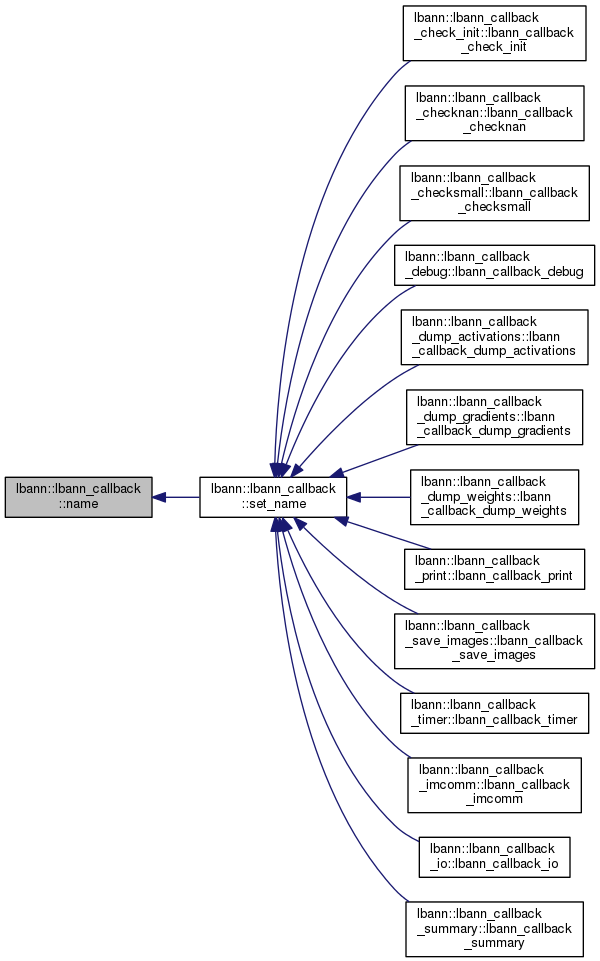 lbann::lbann_callback
_check_init::lbann_callback
_check_init
lbann::lbann_callback
_checknan::lbann_callback
_checknan
lbann::lbann_callback
_checksmall::lbann_callback
_checksmall
lbann::lbann_callback
_debug::lbann_callback_debug
lbann::lbann_callback
_dump_activations::lbann
_callback_dump_activations
lbann::lbann_callback
_dump_gradients::lbann
_callback_dump_gradients
lbann::lbann_callback
::name
lbann::lbann_callback
::set_name
lbann::lbann_callback
_dump_weights::lbann
_callback_dump_weights
lbann::lbann_callback
_print::lbann_callback_print
lbann::lbann_callback
_save_images::lbann_callback
_save_images
lbann::lbann_callback
_timer::lbann_callback_timer
lbann::lbann_callback
_imcomm::lbann_callback
_imcomm
lbann::lbann_callback
_io::lbann_callback_io
lbann::lbann_callback
_summary::lbann_callback
_summary